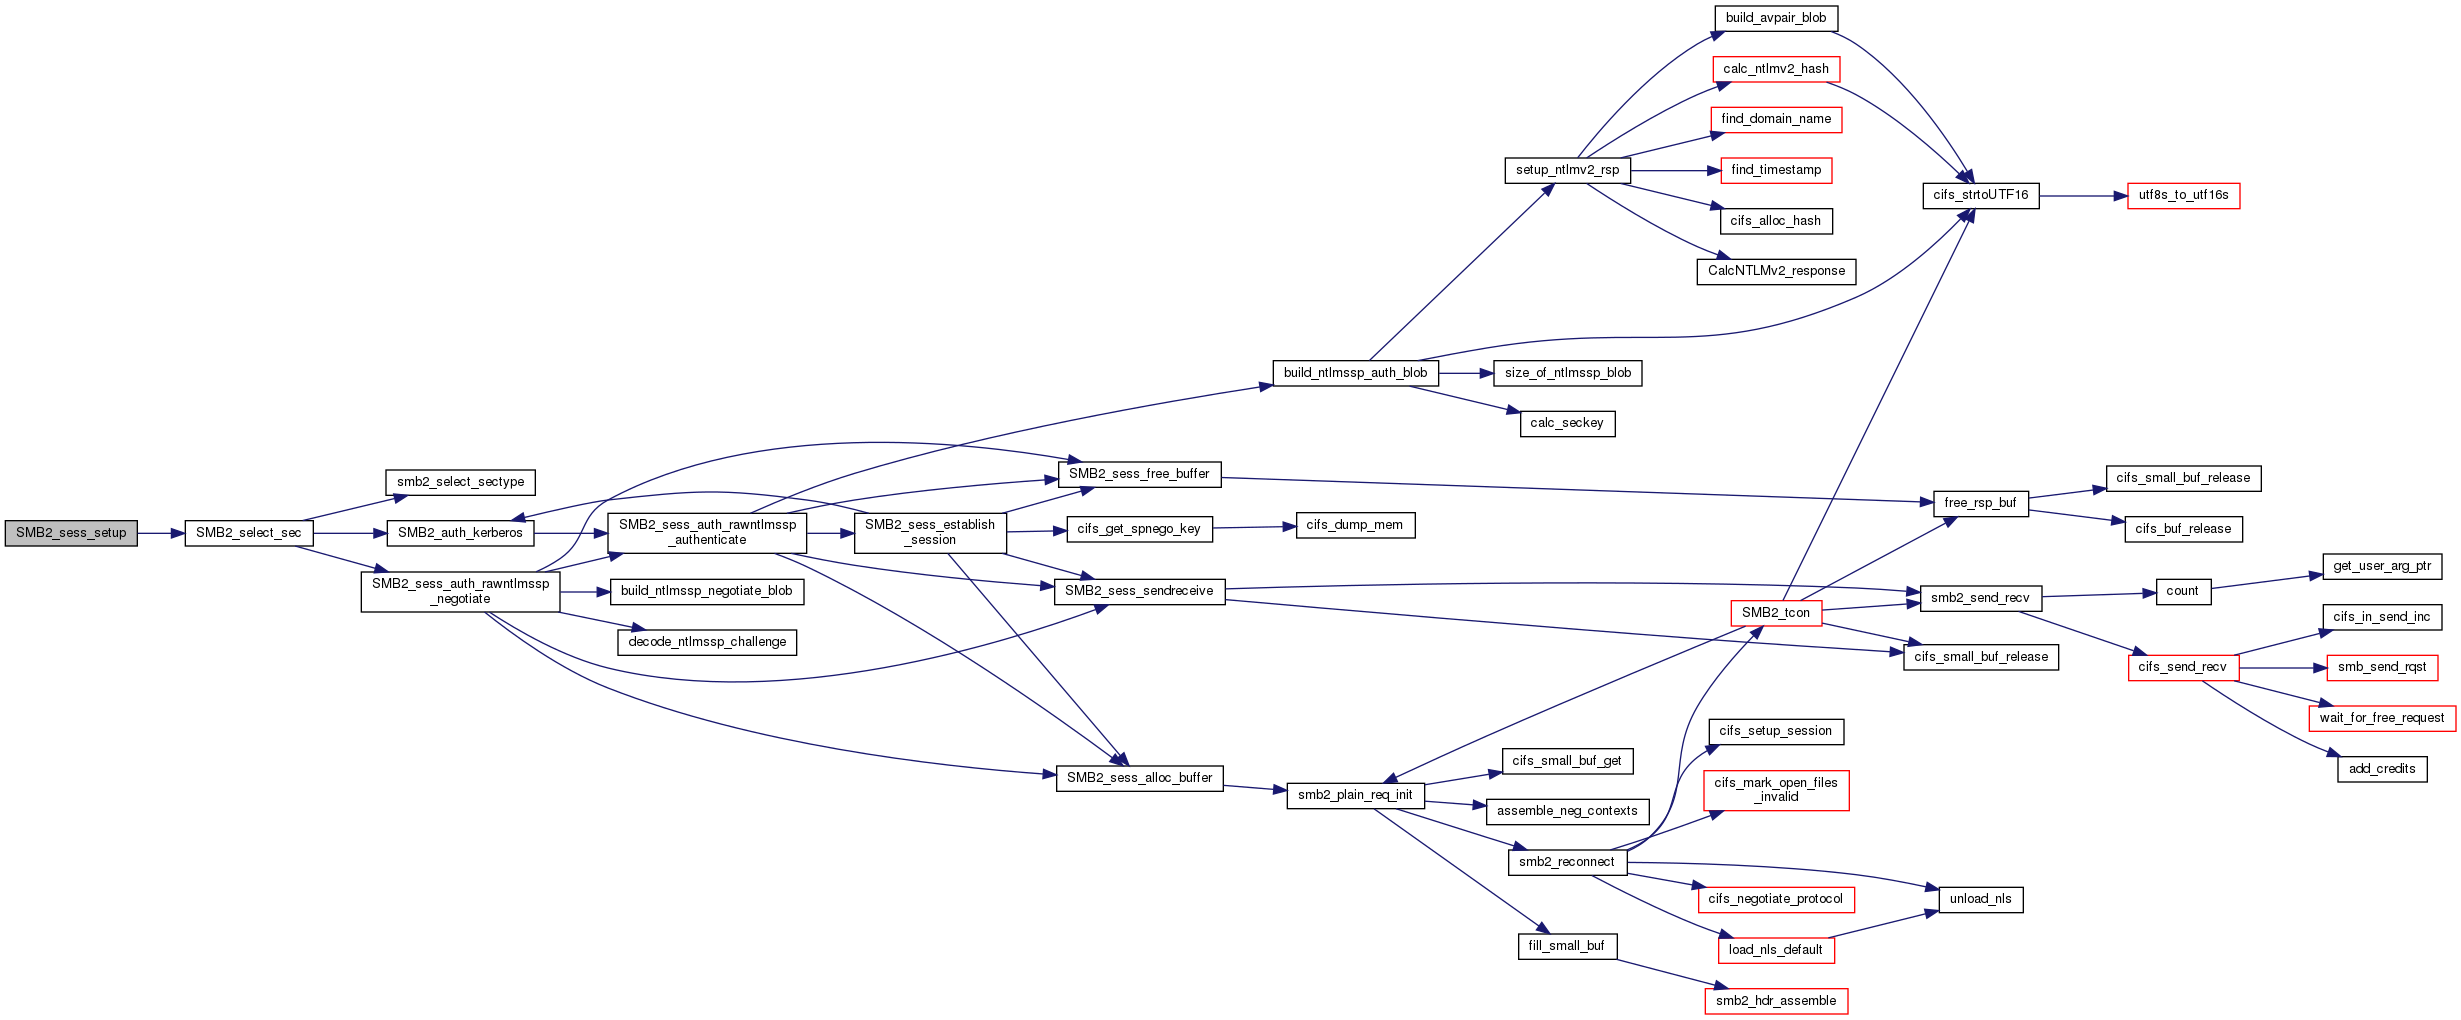 build_avpair_blob
calc_ntlmv2_hash
find_domain_name
setup_ntlmv2_rsp
find_timestamp
cifs_strtoUTF16
utf8s_to_utf16s
cifs_alloc_hash
CalcNTLMv2_response
build_ntlmssp_auth_blob
size_of_ntlmssp_blob
calc_seckey
smb2_select_sectype
SMB2_sess_free_buffer
cifs_small_buf_release
free_rsp_buf
SMB2_sess_setup
SMB2_select_sec
SMB2_auth_kerberos
SMB2_sess_auth_rawntlmssp
_authenticate
SMB2_sess_establish
_session
cifs_get_spnego_key
cifs_dump_mem
cifs_buf_release
get_user_arg_ptr
SMB2_sess_auth_rawntlmssp
_negotiate
build_ntlmssp_negotiate_blob
SMB2_sess_sendreceive
smb2_send_recv
count
SMB2_tcon
cifs_in_send_inc
decode_ntlmssp_challenge
cifs_small_buf_release
cifs_send_recv
smb_send_rqst
wait_for_free_request
cifs_setup_session
cifs_small_buf_get
add_credits
SMB2_sess_alloc_buffer
smb2_plain_req_init
cifs_mark_open_files
_invalid
assemble_neg_contexts
smb2_reconnect
cifs_negotiate_protocol
unload_nls
fill_small_buf
load_nls_default
smb2_hdr_assemble